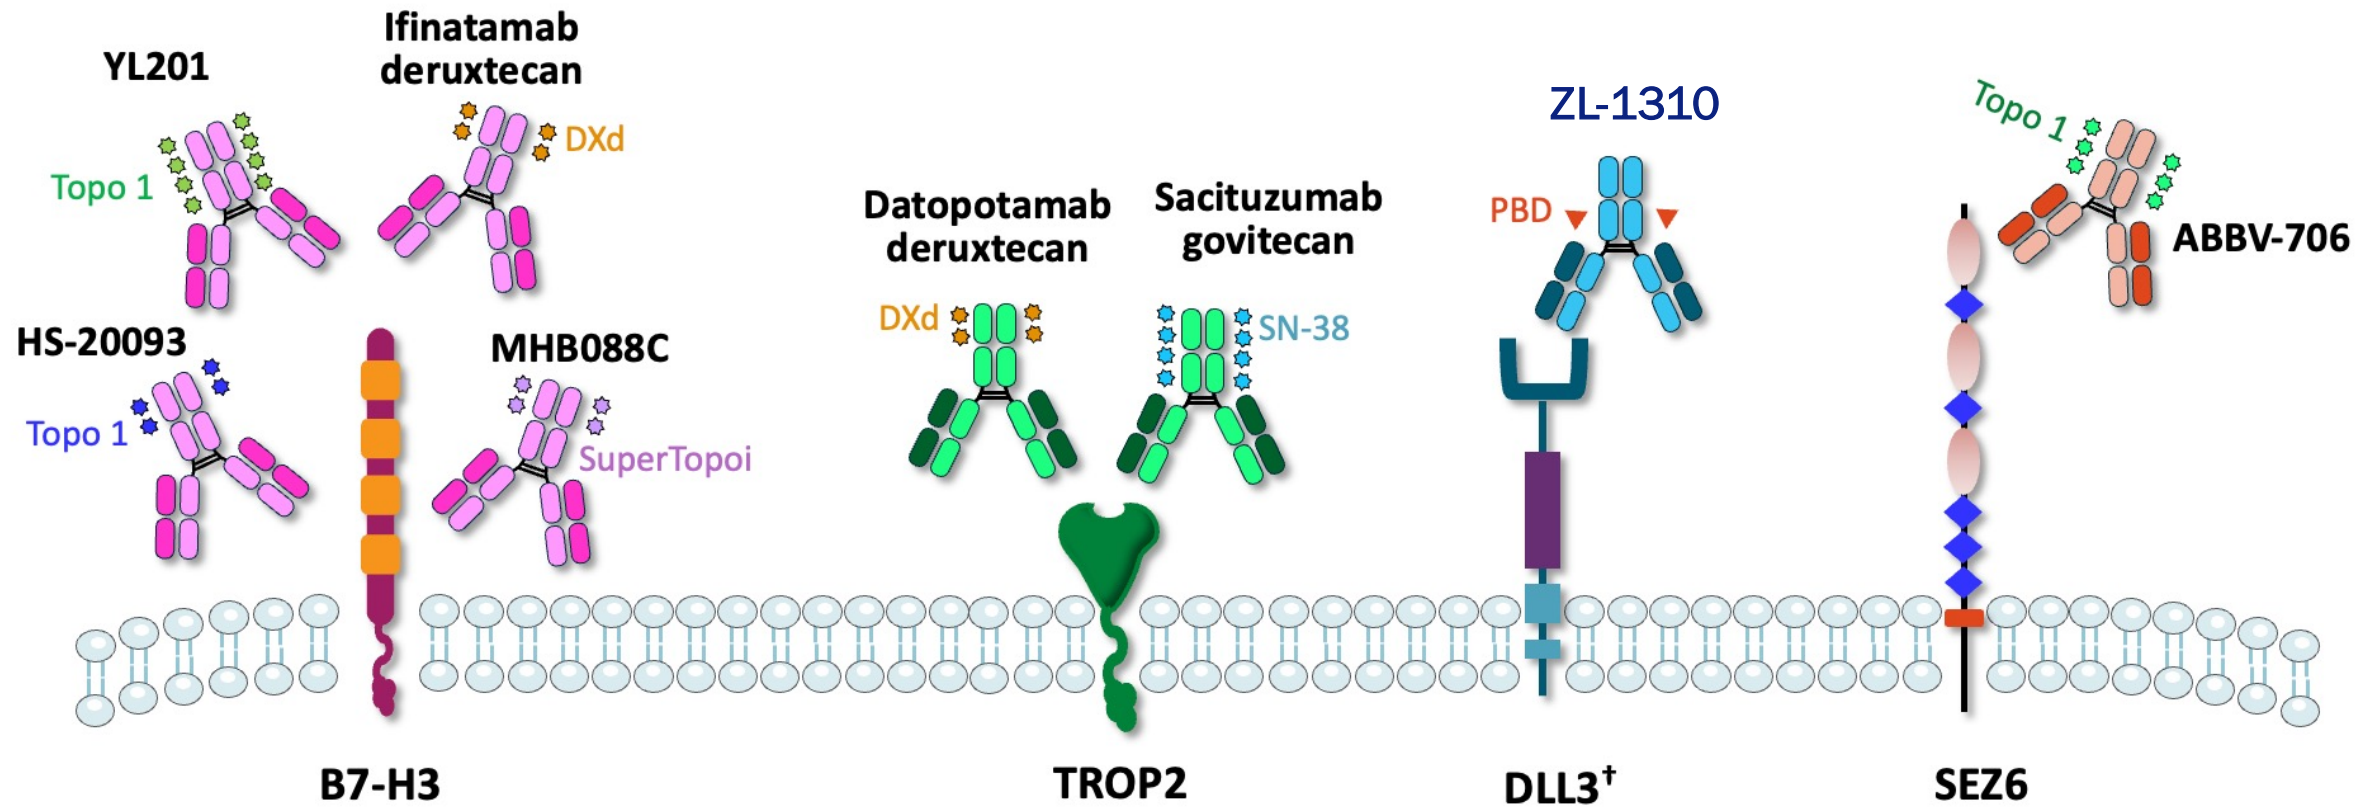 YL201
Topo 1
Ifinatamab
deruxtecan
DXd
HS-20093
Topo 1
MHB088C
SuperTopoi
Datopotamab
deruxtecan
DXd
Sacituzumab
govitecan
SN-38
ZL-1310
PBD
Topo 1
ABBV-706
B7-H3
TROP2
DLL3†
SEZ6